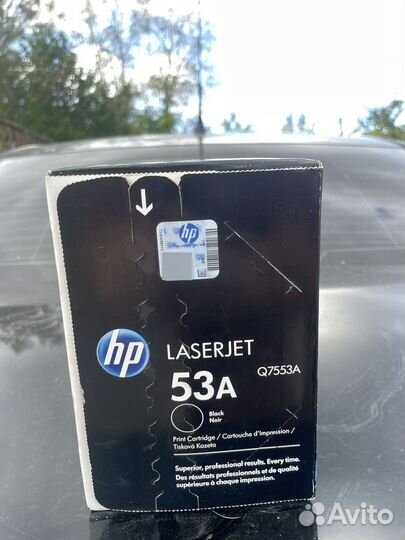 hp
hp
LASERJET
53A
Q7553A
Black
Noir
Print Cartridge / Cartouche d'Impression /
Tisková Kazeta
Superior, professional results. Every time.
Des résultats professionnels et de qualité
supérieure à chaque impression.
Avito